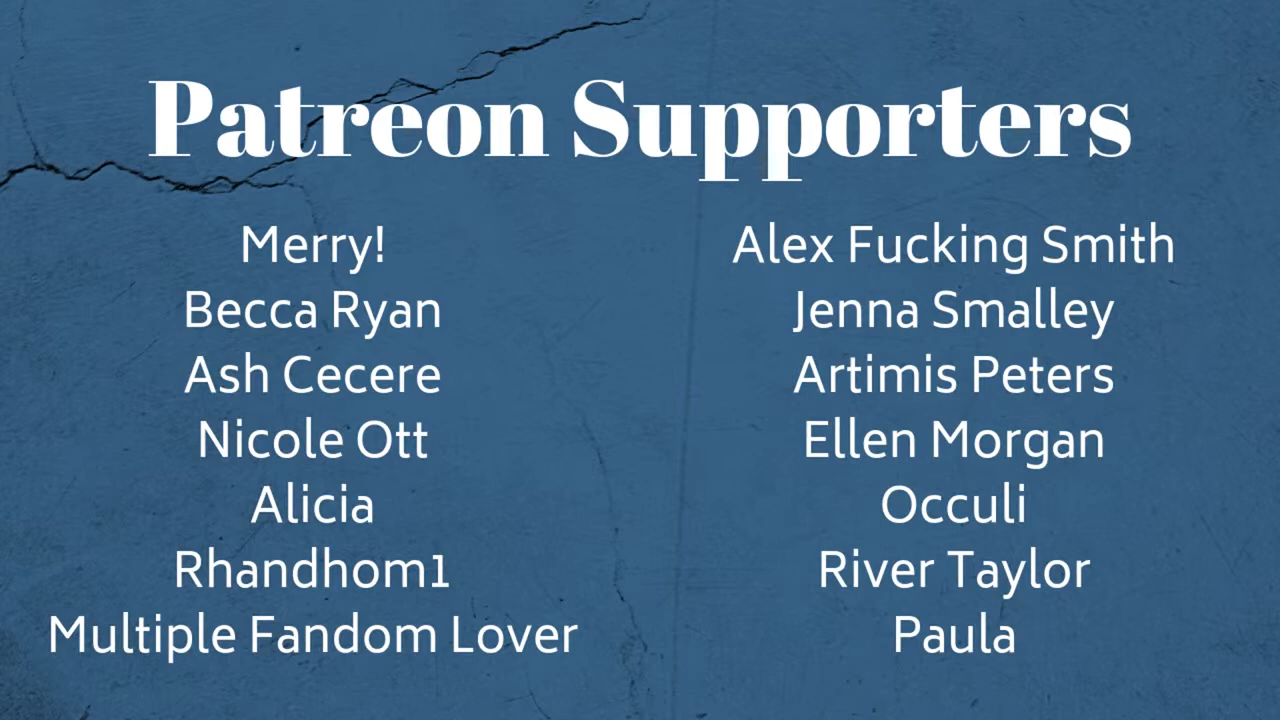 Patreon Supporters
Merry!
Becca Ryan
Ash Cecere
Nicole Ott
Alicia
Rhandhom1
Multiple Fandom Lover
Alex Fucking Smith
Jenna Smalley
Artimis Peters
Ellen Morgan
Occuli
River Taylor
Paula